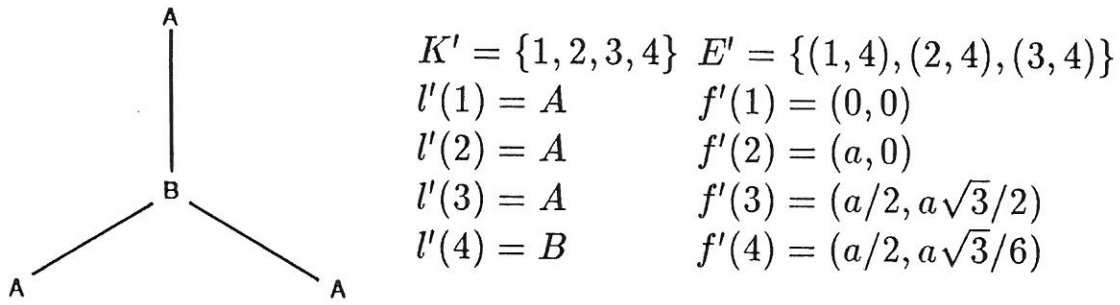 A
B
A A
K' = {1, 2, 3, 4} E' = {(1, 4), (2, 4), (3, 4)}
l'(1) = A f'(1) = (0, 0)
l'(2) = A f'(2) = (a, 0)
l'(3) = A f'(3) = (a/2, a√3/2)
l'(4) = B f'(4) = (a/2, a√3/6)